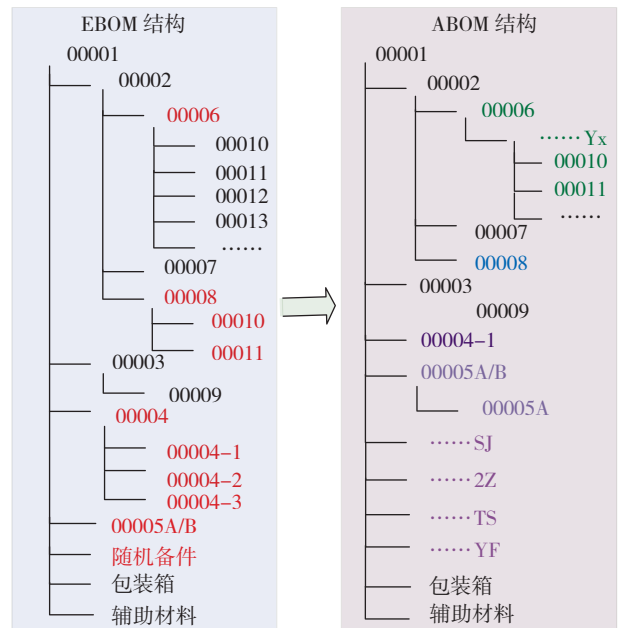 EBOM 结构
00001
00002
00006
00010
00011
00012
00013
……
00007
00008
00010
00011
00003
00009
00004
00004-1
00004-2
00004-3
00005A/B
随机备件
包装箱
辅助材料
ABOM 结构
00001
00002
00006
……Yx
00010
00011
……
00007
00008
00003
00009
00004-1
00005A/B
00005A
……SJ
……2Z
……TS
……YF
包装箱
辅助材料